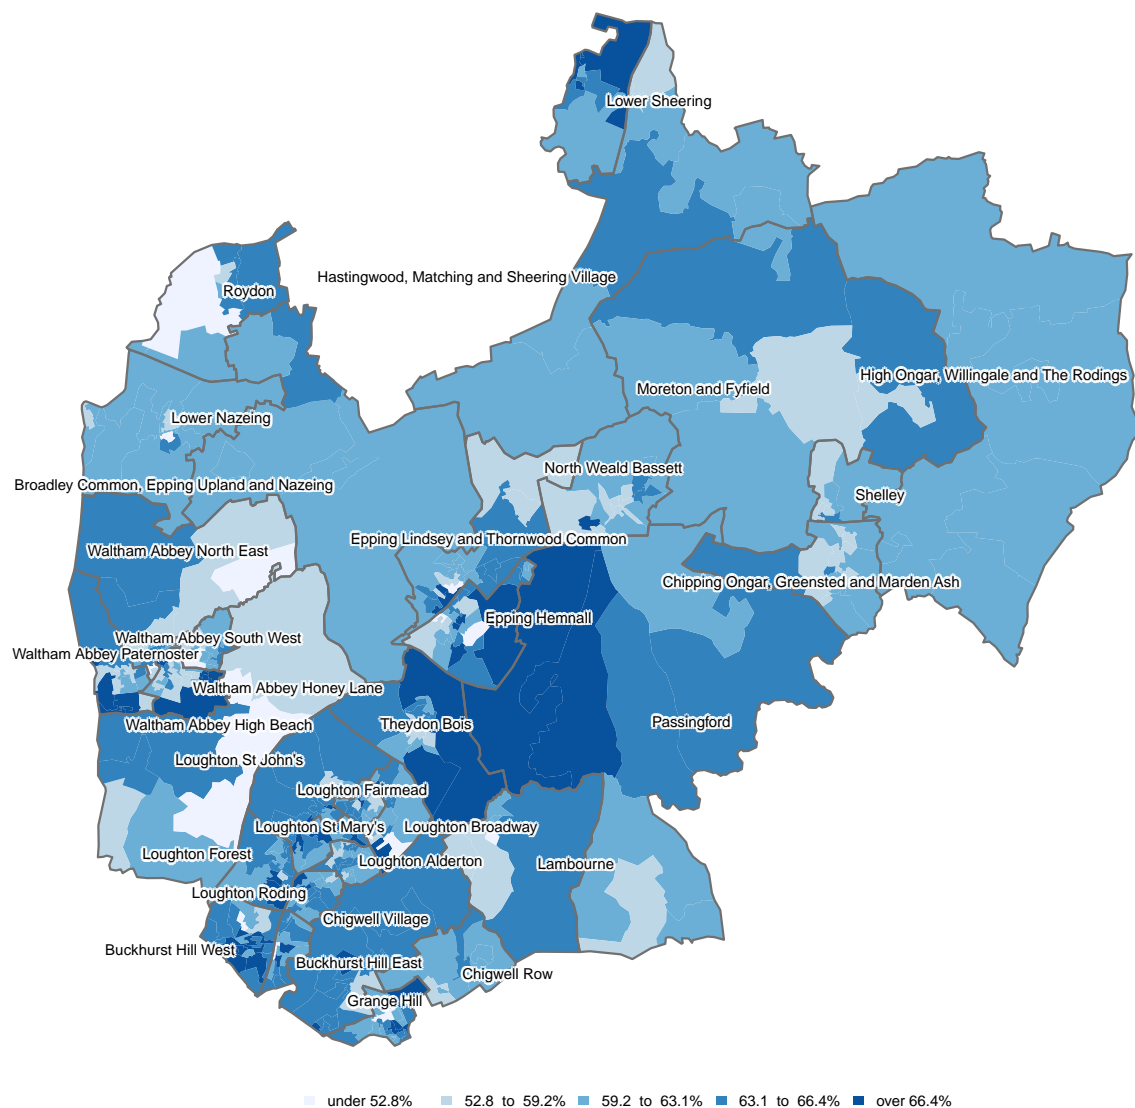 Lower Sheering
Hastingwood, Matching and Sheering Village
Roydon
High Ongar, Willingale and The Rodings
Moreton and Fyfield
Lower Nazeing
North Weald Bassett
Broadley Common, Epping Upland and Nazeing
Shelley
Epping Lindsey and Thornwood Common
Waltham Abbey North East
Chipping Ongar, Greensted and Marden Ash
Epping Hemnall
Waltham Abbey South West
Waltham Abbey Paternoster
Waltham Abbey Honey Lane
Passingford
Waltham Abbey High Beach
Theydon Bois
Loughton St John's
Loughton Fairmead
Loughton St Mary's
Loughton Broadway
Loughton Forest
Loughton Alderton
Lambourne
Loughton Roding
Chigwell Village
Buckhurst Hill West
Buckhurst Hill East
Chigwell Row
Grange Hill
under 52.8% 52.8 to 59.2% 59.2 to 63.1% 63.1 to 66.4% over 66.4%